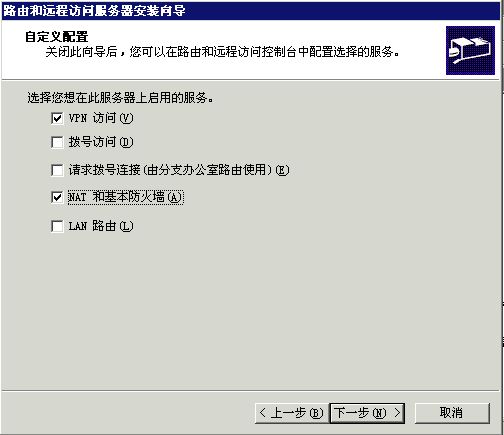 路由和远程访问服务器安装向导
自定义配置
关闭此向导后，您可以在路由和远程访问控制台中配置选择的服务。
选择您想在此服务器上启用的服务。
VPN 访问(V)
拨号访问(D)
请求拨号连接(由分支办公室路由使用)(E)
NAT 和基本防火墙(A)
LAN 路由(L)
< 上一步(B) 下一步(N) > 取消